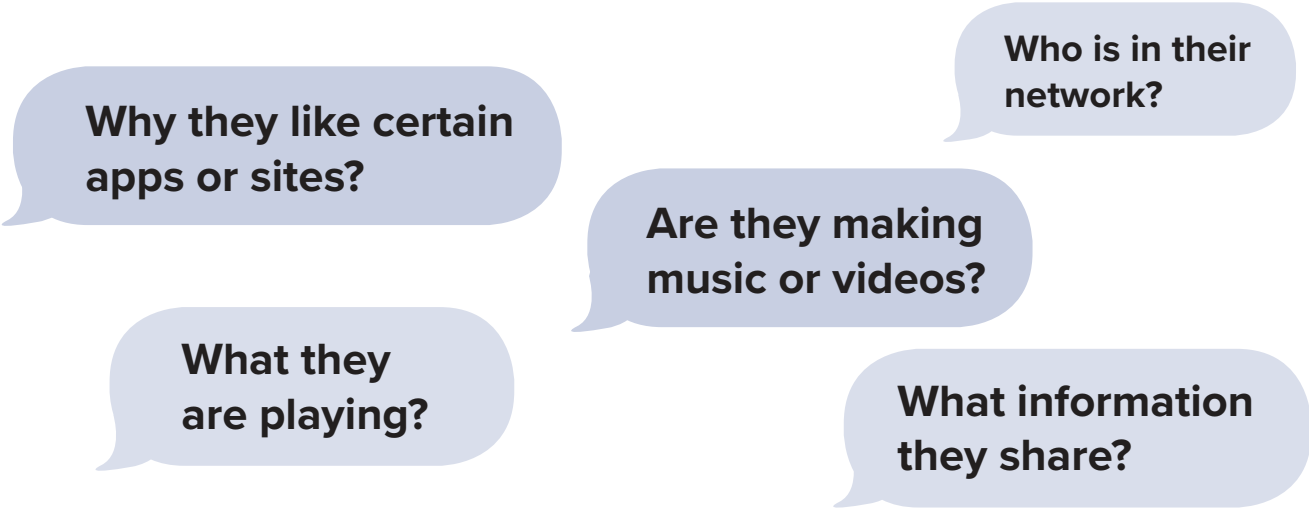 Who is in their
network?
Why they like certain
apps or sites?
Are they making
music or videos?
What they
are playing?
What information
they share?